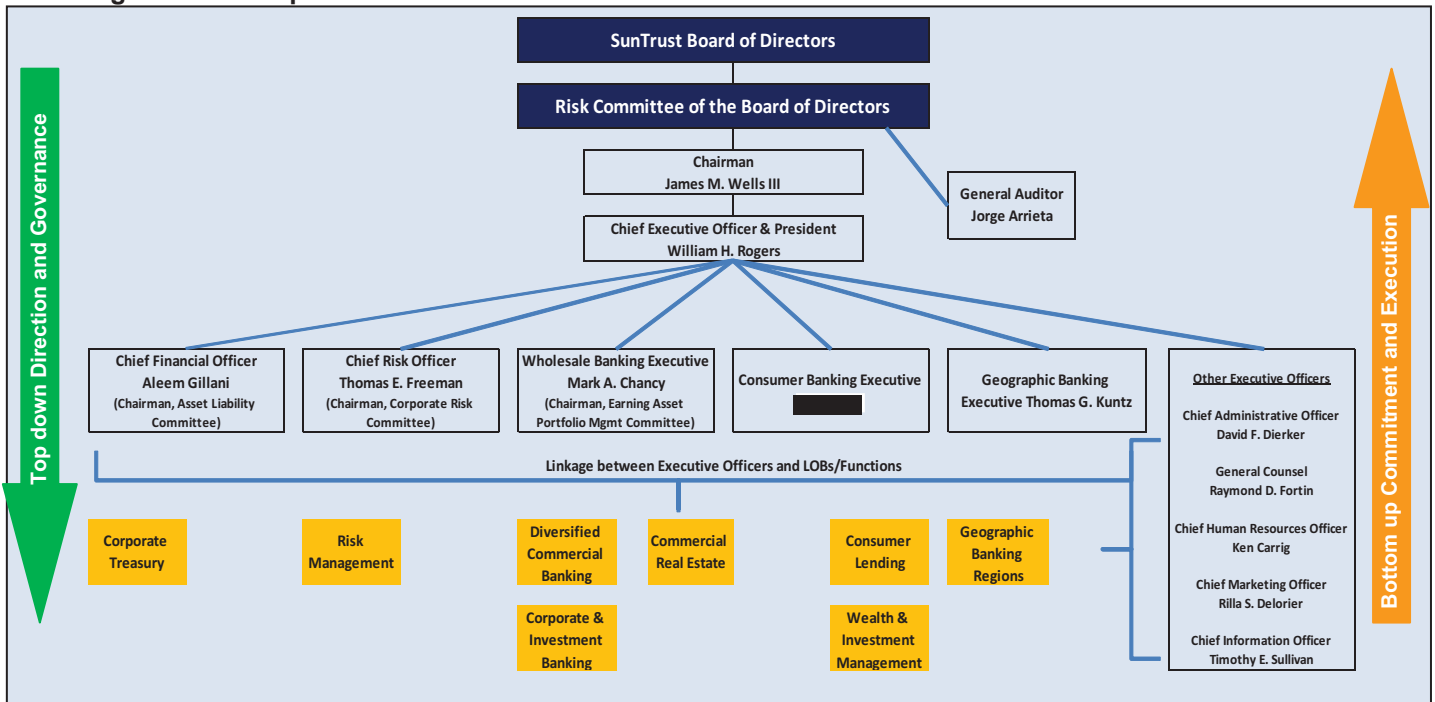 SunTrust Board of Directors
Risk Committee of the Board of Directors
Chairman
James M. Wells III
General Auditor
Jorge Arrieta
Chief Executive Officer & President
William H. Rogers
Top down Direction and Governance
Bottom up Commitment and Execution
Chief Financial Officer
Aleem Gillani
(Chairman, Asset Liability
Committee)
Chief Risk Officer
Thomas E. Freeman
(Chairman, Corporate Risk
Committee)
Wholesale Banking Executive
Mark A. Chancy
(Chairman, Earning Asset
Portfolio Mgmt Committee)
Consumer Banking Executive
Geographic Banking
Executive Thomas G. Kuntz
Other Executive Officers
Chief Administrative Officer
David F. Dierker
General Counsel
Raymond D. Fortin
Chief Human Resources Officer
Ken Carrig
Chief Marketing Officer
Rilla S. Delorier
Chief Information Officer
Timothy E. Sullivan
Linkage between Executive Officers and LOBs/Functions
Corporate
Treasury
Risk
Management
Diversified
Commercial
Banking
Commercial
Real Estate
Consumer
Lending
Geographic
Banking
Regions
Corporate &
Investment
Banking
Wealth &
Investment
Management